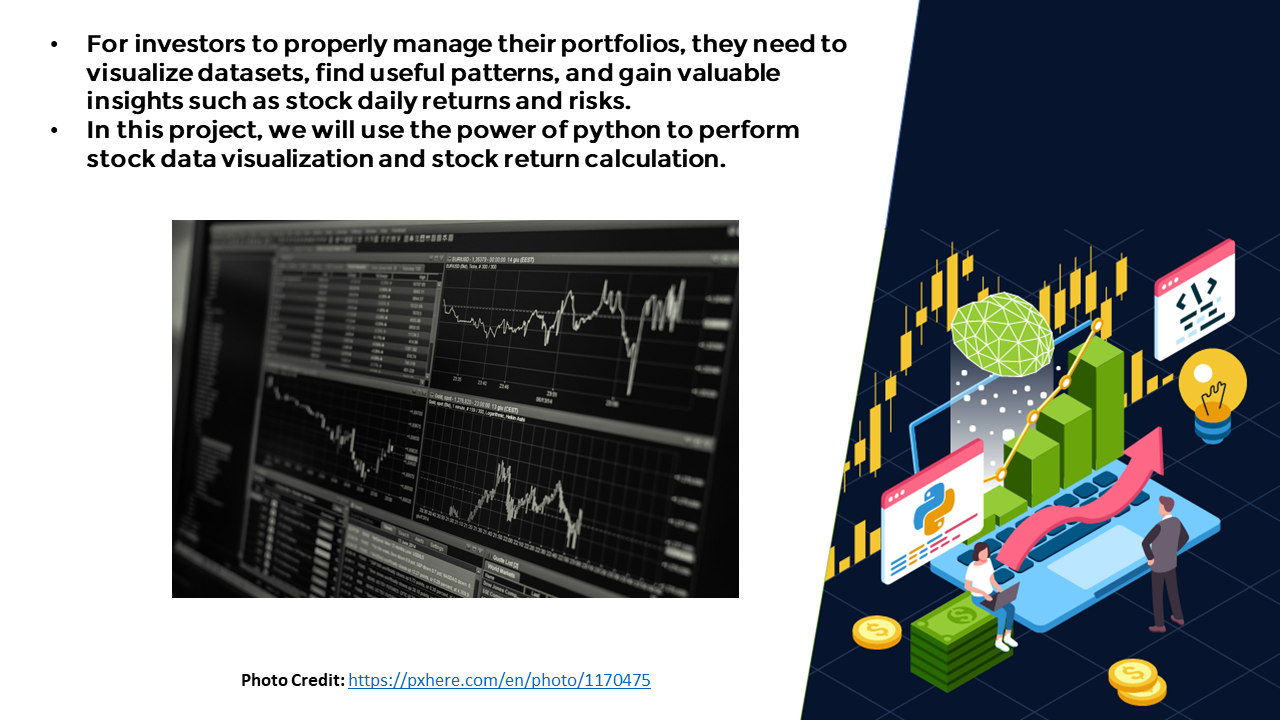 • For investors to properly manage their portfolios, they need to
visualize datasets, find useful patterns, and gain valuable
insights such as stock daily returns and risks.
• In this project, we will use the power of python to perform
stock data visualization and stock return calculation.
Photo Credit: https://pxhere.com/en/photo/1170475